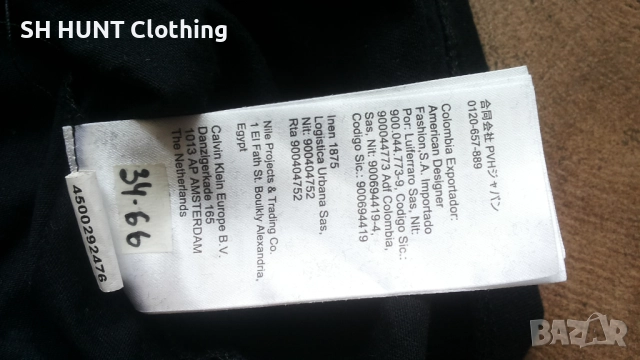 SH HUNT Clothing
合同会社 PVHジャパン
0120-657-889
Colombia Exportador:
American Designer
Fashion,S.A. Importado
Por: Luiferraro Sas, Nit:
900.044.773-9, Codigo Sic.:
900044773 Adf Colombia,
Sas, Nit: 900694419-4,
Codigo Sic.: 900694419
Inen 1875
Logistica Urbana Sas,
Nit: 900404752
Rta 900404752
Nile Projects & Trading Co.
1 El Fath St. Boulkly Alexandria,
Egypt
Calvin Klein Europe B.V.
Danzigerkade 165
1013 AP AMSTERDAM
The Netherlands
34-66
4500292476
BAZAR